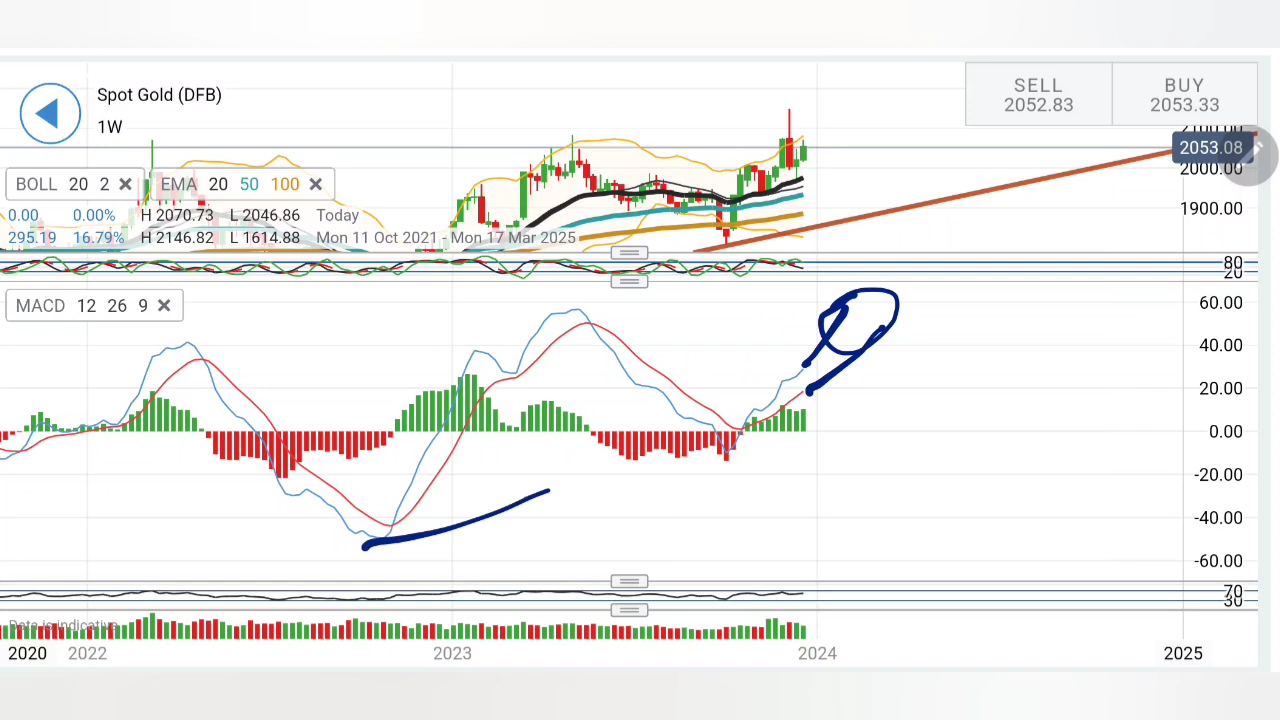 Spot Gold (DFB)
1W
SELL
2052.83
BUY
2053.33
2100.00
2053.08
2000.00
1900.00
BOLL 20 2
EMA 20 50 100
0.00 0.00% H 2070.73 L 2046.86 Today
295.19 16.79% H 2146.82 L 1614.88 Mon 11 Oct 2021 - Mon 17 Mar 2025
80
20
MACD 12 26 9
60.00
40.00
20.00
0.00
-20.00
-40.00
-60.00
70
30
Data is indicative
2020 2022 2023 2024 2025